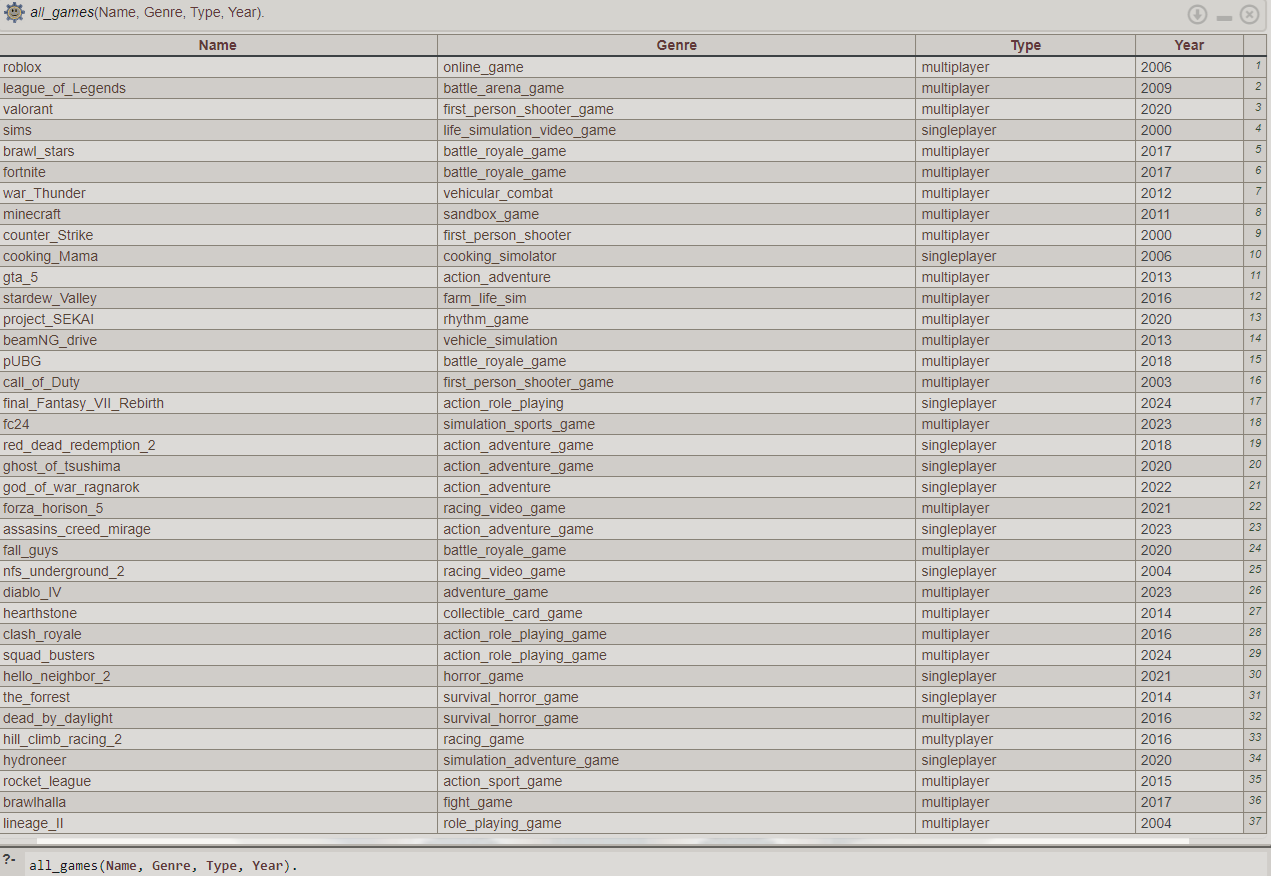 all_games(Name, Genre, Type, Year).
Name Genre Type Year
roblox online_game multiplayer 2006 1
league_of_Legends battle_arena_game multiplayer 2009 2
valorant first_person_shooter_game multiplayer 2020 3
sims life_simulation_video_game singleplayer 2000 4
brawl_stars battle_royale_game multiplayer 2017 5
fortnite battle_royale_game multiplayer 2017 6
war_Thunder vehicular_combat multiplayer 2012 7
minecraft sandbox_game multiplayer 2011 8
counter_Strike first_person_shooter multiplayer 2000 9
cooking_Mama cooking_simolator singleplayer 2006 10
gta_5 action_adventure multiplayer 2013 11
stardew_Valley farm_life_sim multiplayer 2016 12
project_SEKAI rhythm_game multiplayer 2020 13
beamNG_drive vehicle_simulation multiplayer 2013 14
pUBG battle_royale_game multiplayer 2018 15
call_of_Duty first_person_shooter_game multiplayer 2003 16
final_Fantasy_VII_Rebirth action_role_playing singleplayer 2024 17
fc24 simulation_sports_game multiplayer 2023 18
red_dead_redemption_2 action_adventure_game singleplayer 2018 19
ghost_of_tsushima action_adventure_game singleplayer 2020 20
god_of_war_ragnarok action_adventure singleplayer 2022 21
forza_horison_5 racing_video_game multiplayer 2021 22
assasins_creed_mirage action_adventure_game singleplayer 2023 23
fall_guys battle_royale_game multiplayer 2020 24
nfs_underground_2 racing_video_game singleplayer 2004 25
diablo_IV adventure_game multiplayer 2023 26
hearthstone collectible_card_game multiplayer 2014 27
clash_royale action_role_playing_game multiplayer 2016 28
squad_busters action_role_playing_game multiplayer 2024 29
hello_neighbor_2 horror_game singleplayer 2021 30
the_forrest survival_horror_game singleplayer 2014 31
dead_by_daylight survival_horror_game multiplayer 2016 32
hill_climb_racing_2 racing_game multyplayer 2016 33
hydroneer simulation_adventure_game singleplayer 2020 34
rocket_league action_sport_game multiplayer 2015 35
brawlhalla fight_game multiplayer 2017 36
lineage_II role_playing_game multiplayer 2004 37
?- all_games(Name, Genre, Type, Year).